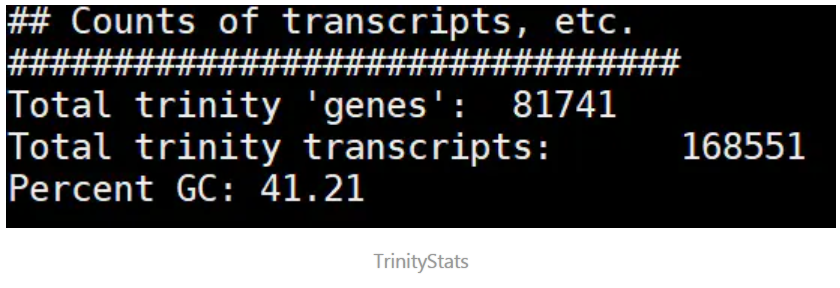 ## Counts of transcripts, etc.
################################
Total trinity 'genes':  81741
Total trinity transcripts:      168551
Percent GC: 41.21
TrinityStats